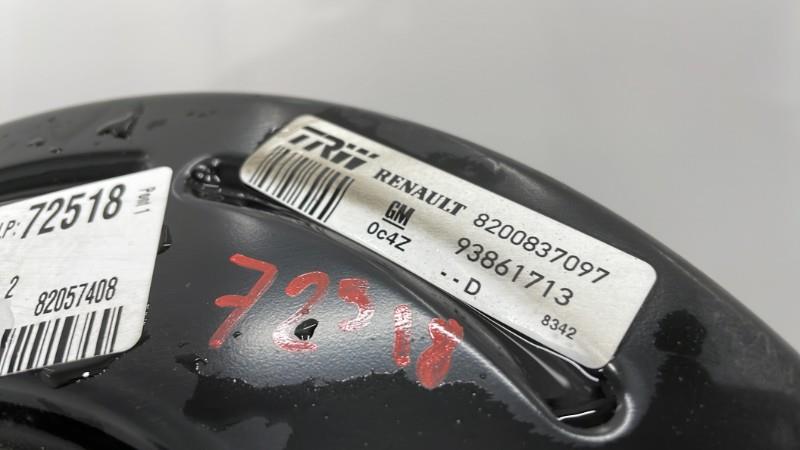 TRW
RENAULT 8200837097
GM 93861713
0c4Z --D
8342
Post 1
.P: 72518
2 82057408
72518